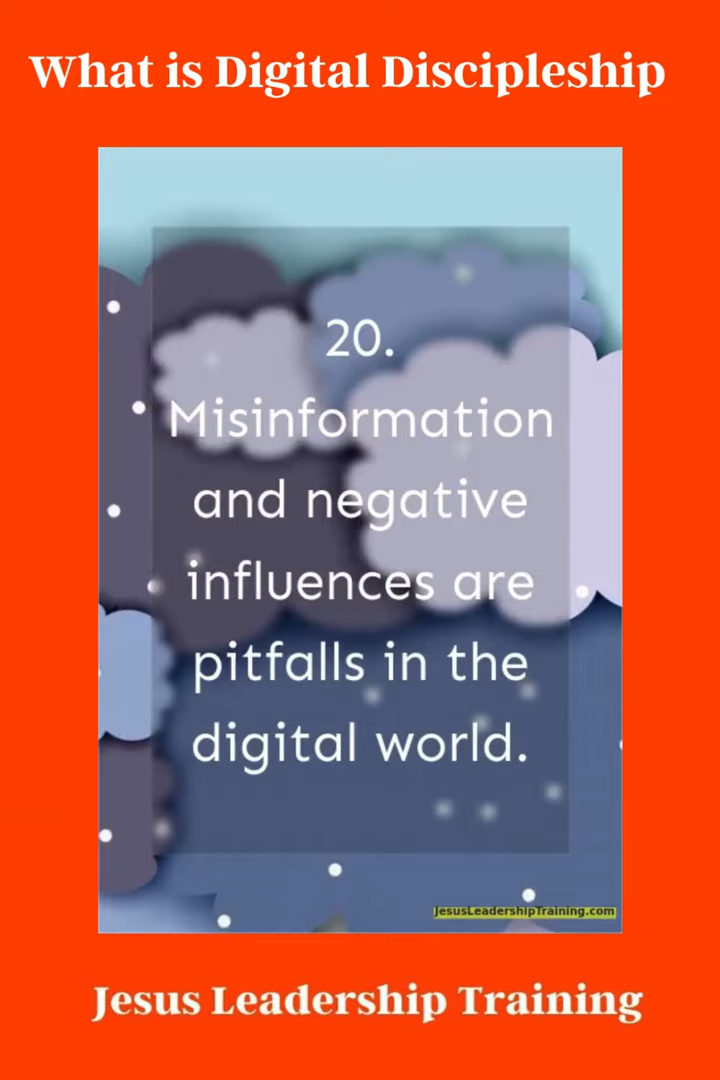 What is Digital Discipleship
20.
Misinformation
and negative
influences are
pitfalls in the
digital world.
JesusLeadershipTraining.com
Jesus Leadership Training